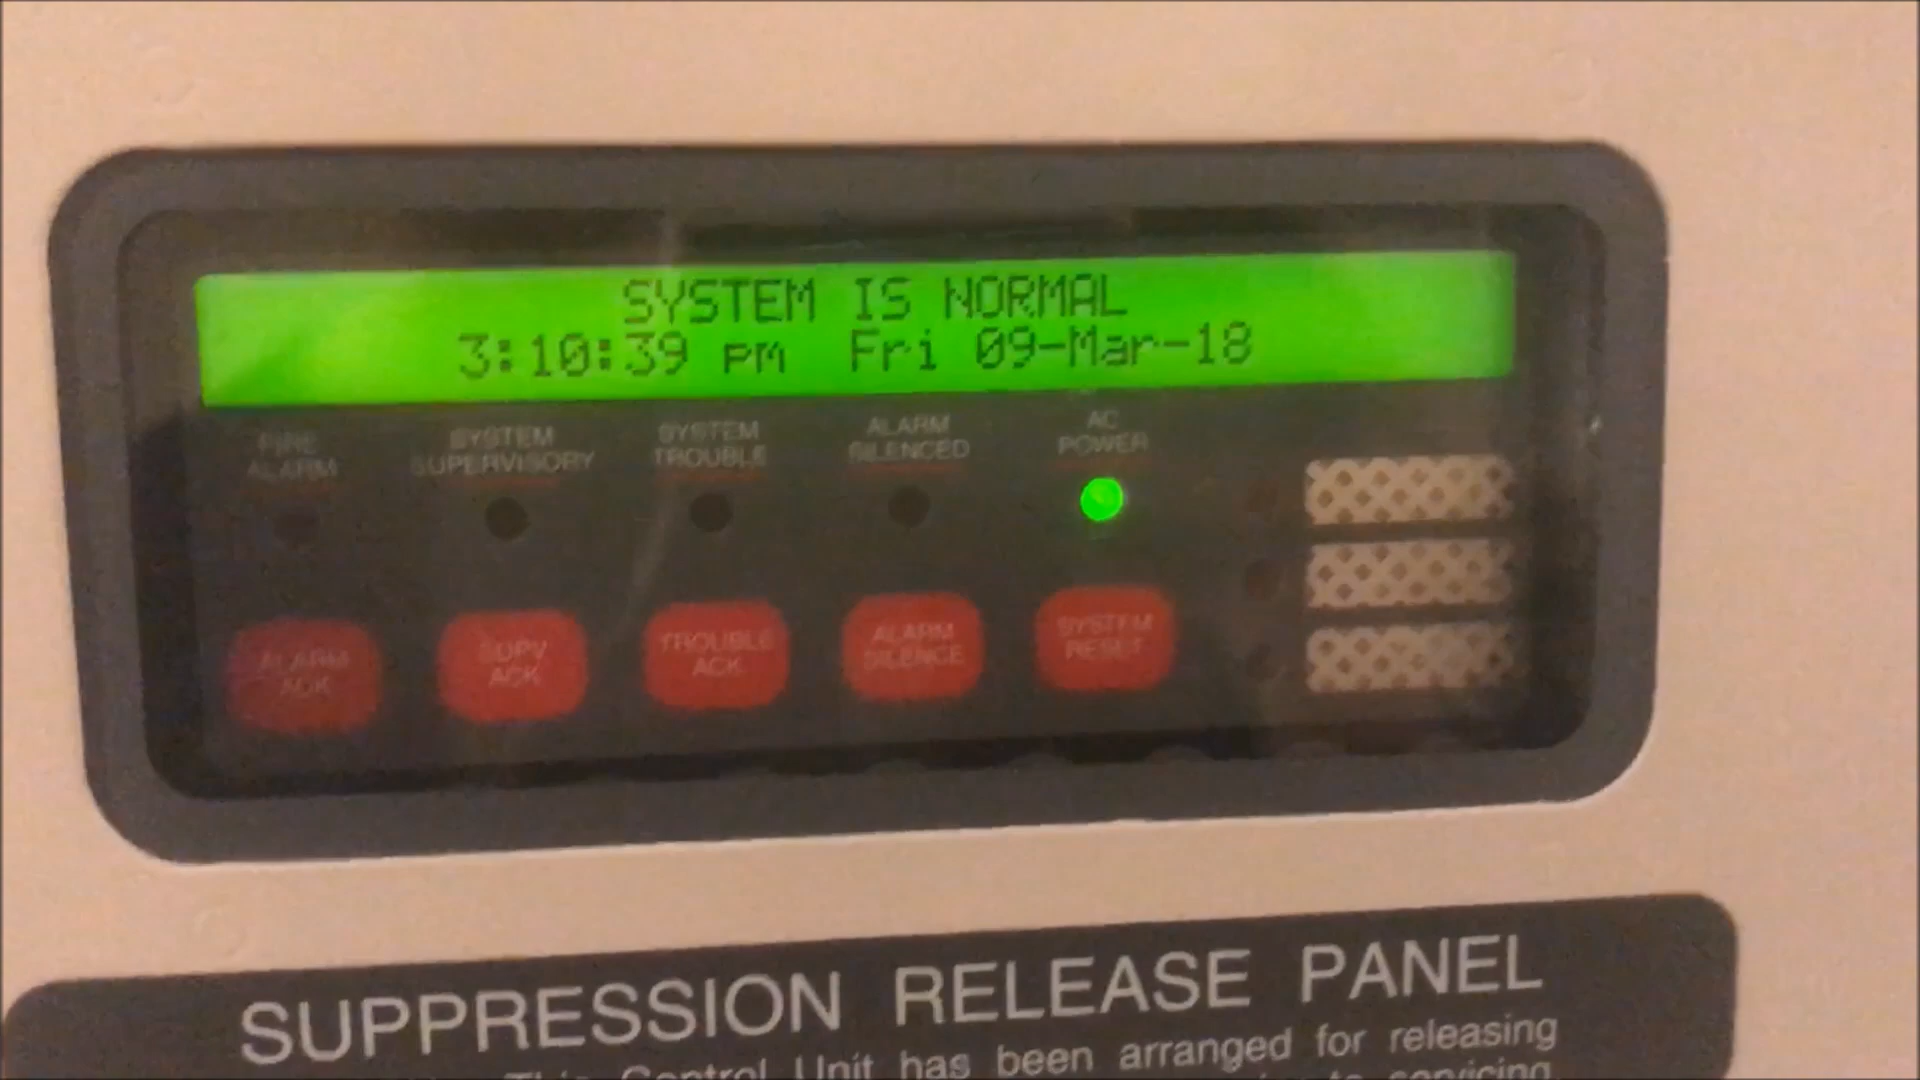 SYSTEM IS NORMAL
3:10:39 pm Fri 09-Mar-18
FIRE ALARM
SYSTEM SUPERVISORY
SYSTEM TROUBLE
ALARM SILENCED
AC POWER
ALARM ACK
SUPV ACK
TROUBLE ACK
ALARM SILENCE
SYSTEM RESET
SUPPRESSION RELEASE PANEL
This Control Unit has been arranged for releasing
to servicing.